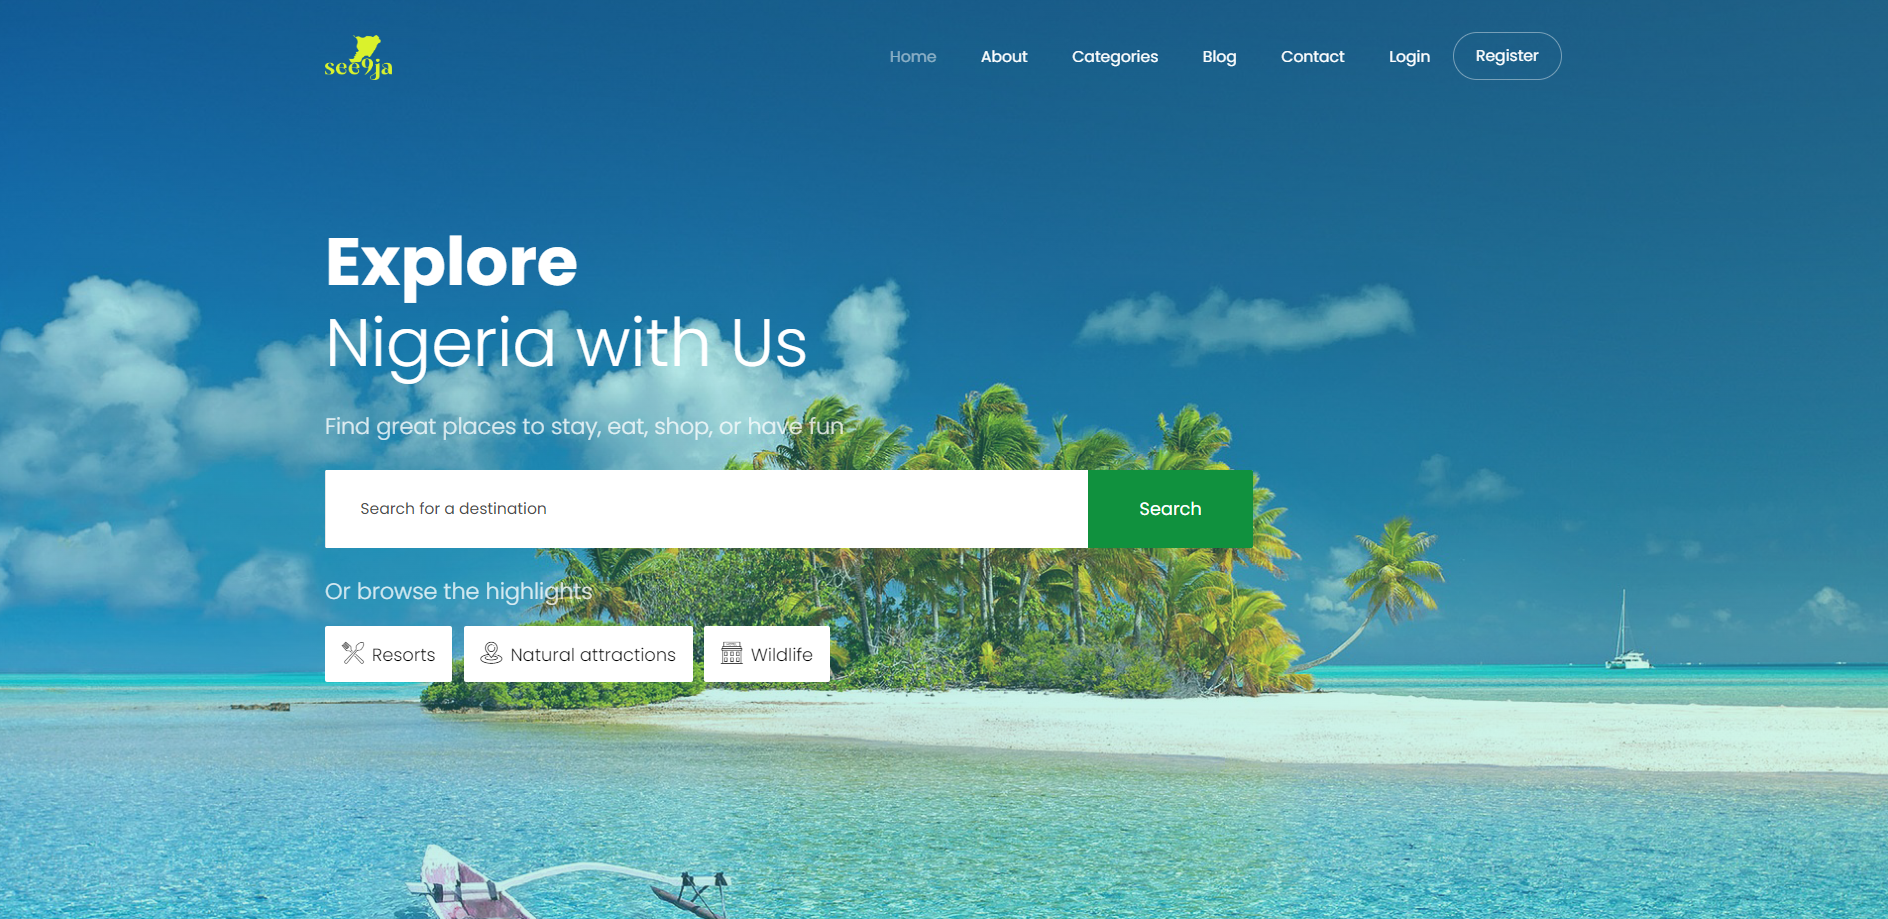 see9ja
Home About Categories Blog Contact Login Register
Explore
Nigeria with Us
Find great places to stay, eat, shop, or have fun
Search for a destination
Search
Or browse the highlights
Resorts Natural attractions Wildlife